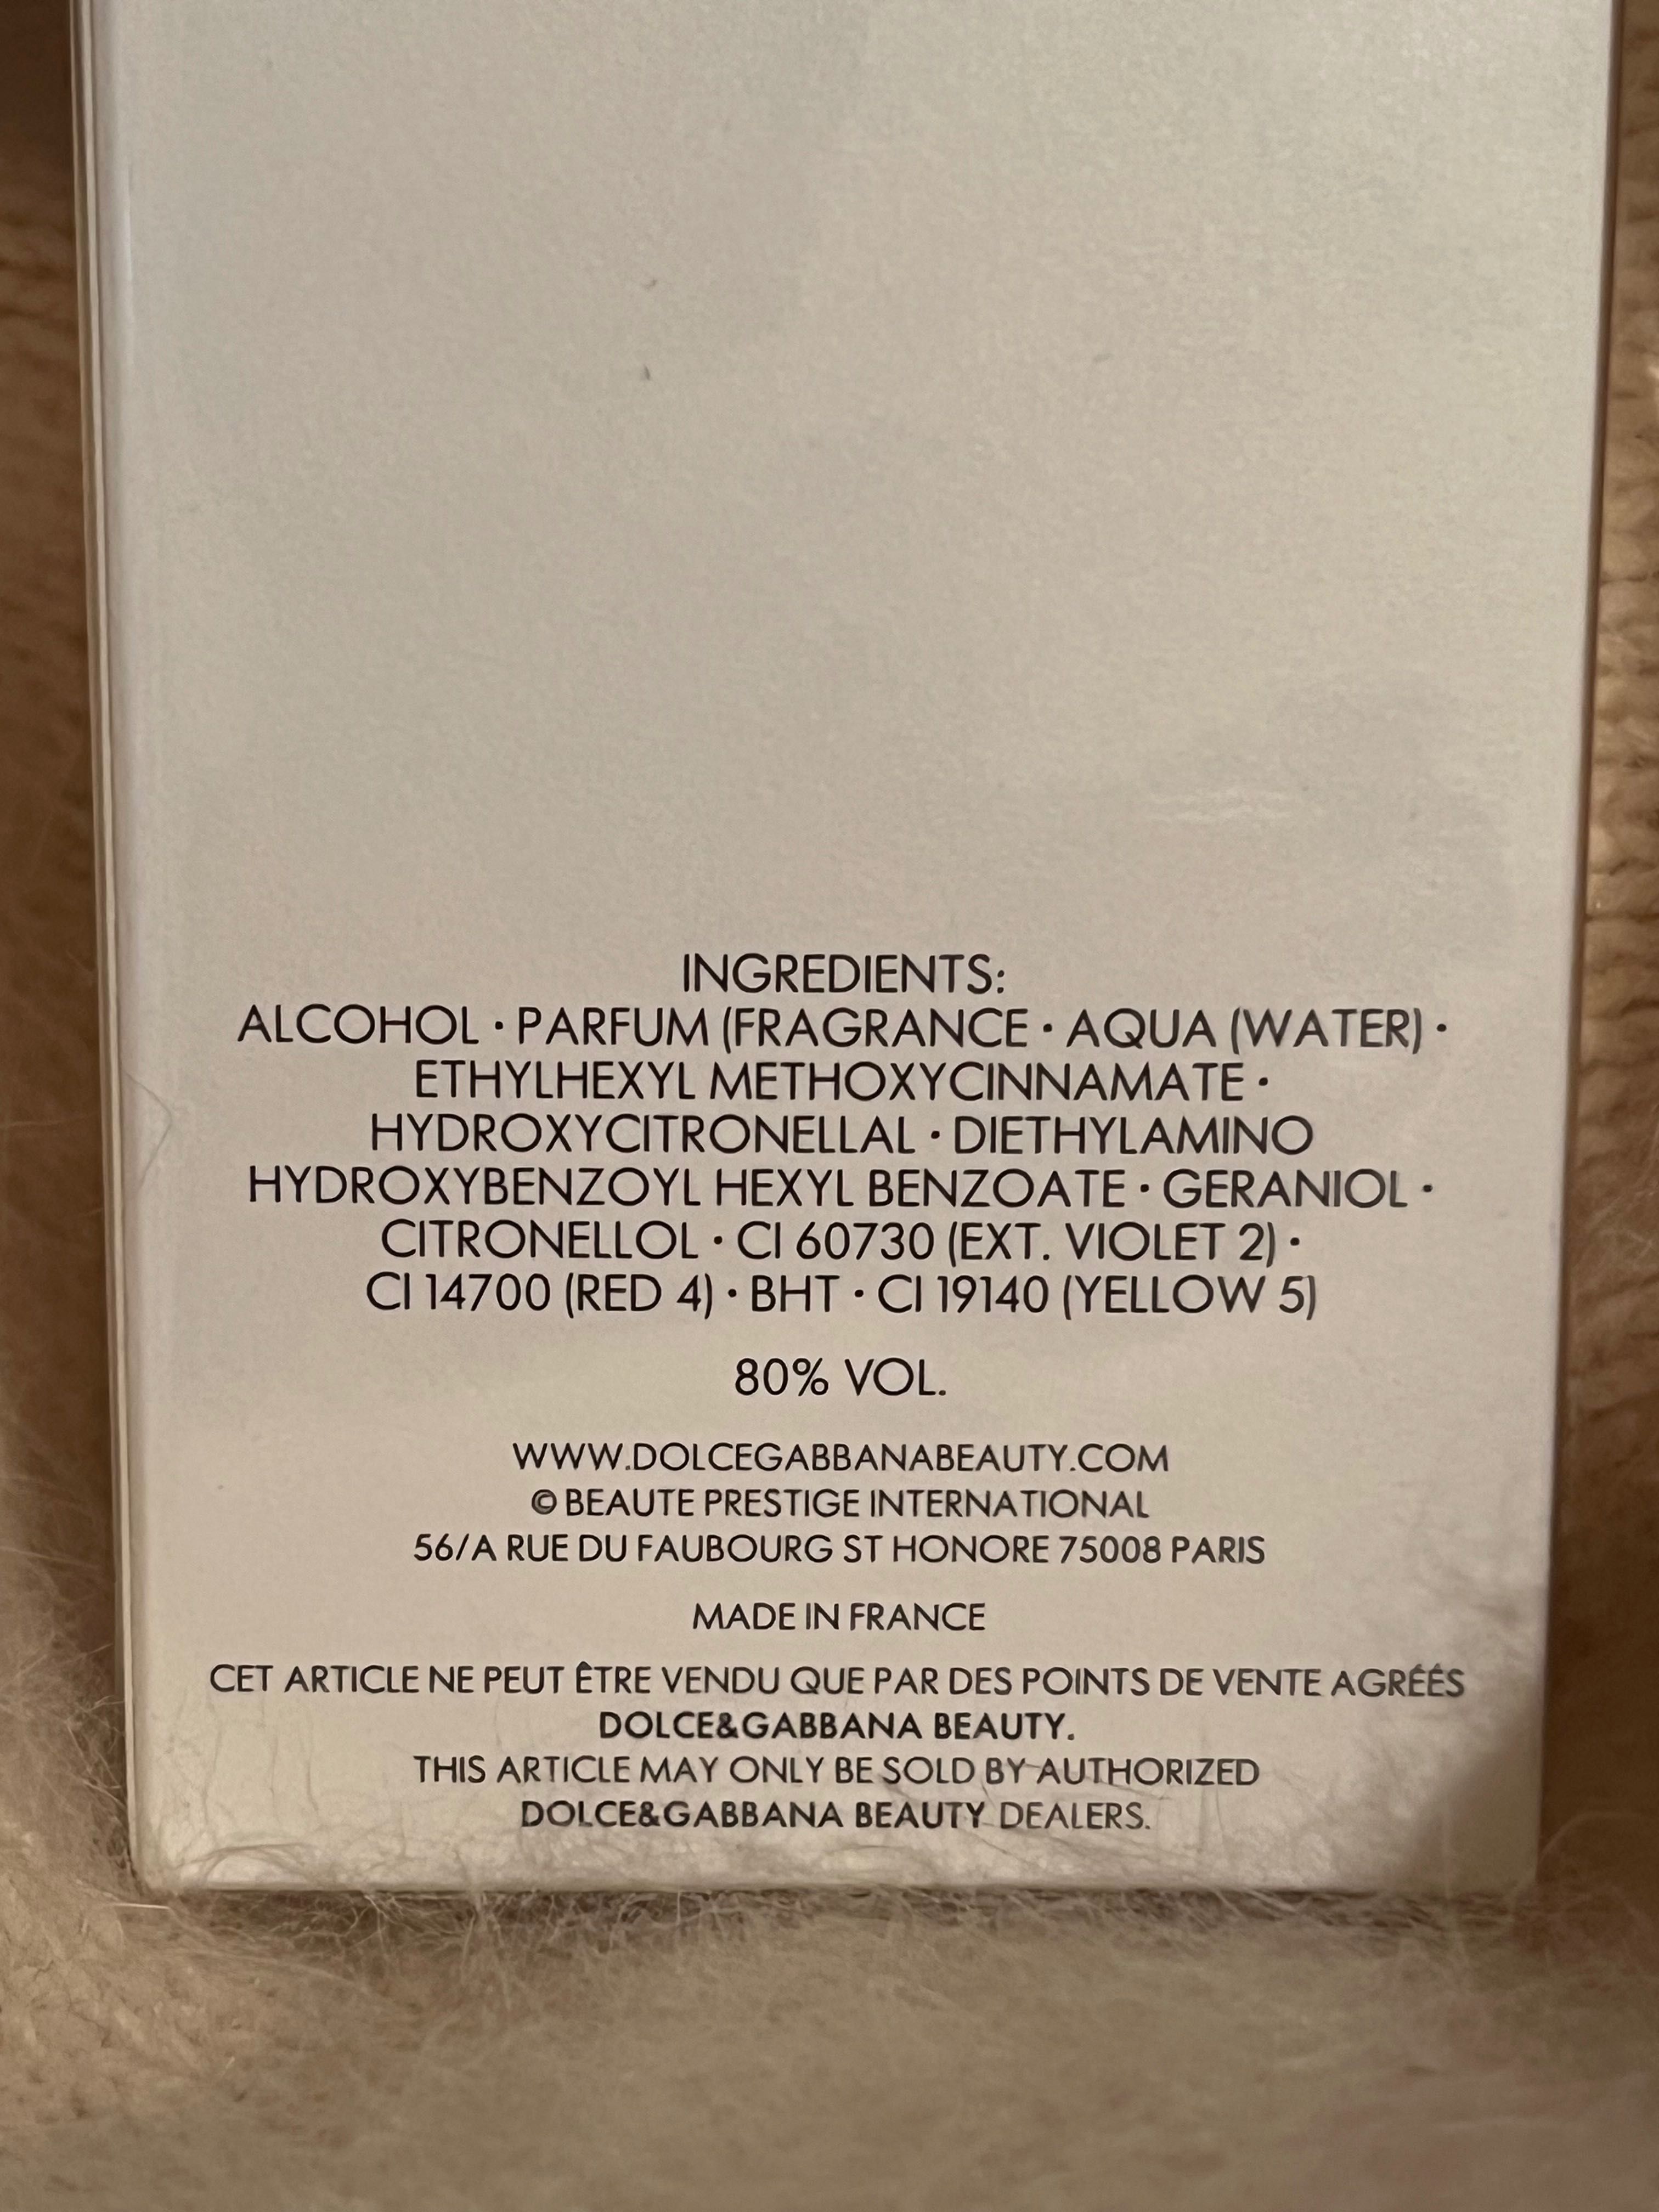 INGREDIENTS:
ALCOHOL • PARFUM (FRAGRANCE • AQUA (WATER) •
ETHYLHEXYL METHOXYCINNAMATE •
HYDROXYCITRONELLAL • DIETHYLAMINO
HYDROXYBENZOYL HEXYL BENZOATE • GERANIOL •
CITRONELLOL • CI 60730 (EXT. VIOLET 2) •
CI 14700 (RED 4) • BHT • CI 19140 (YELLOW 5)
80% VOL.
WWW.DOLCEGABBANABEAUTY.COM
© BEAUTE PRESTIGE INTERNATIONAL
56/A RUE DU FAUBOURG ST HONORE 75008 PARIS
MADE IN FRANCE
CET ARTICLE NE PEUT ÊTRE VENDU QUE PAR DES POINTS DE VENTE AGRÉÉS
DOLCE&GABBANA BEAUTY.
THIS ARTICLE MAY ONLY BE SOLD BY AUTHORIZED
DOLCE&GABBANA BEAUTY DEALERS.